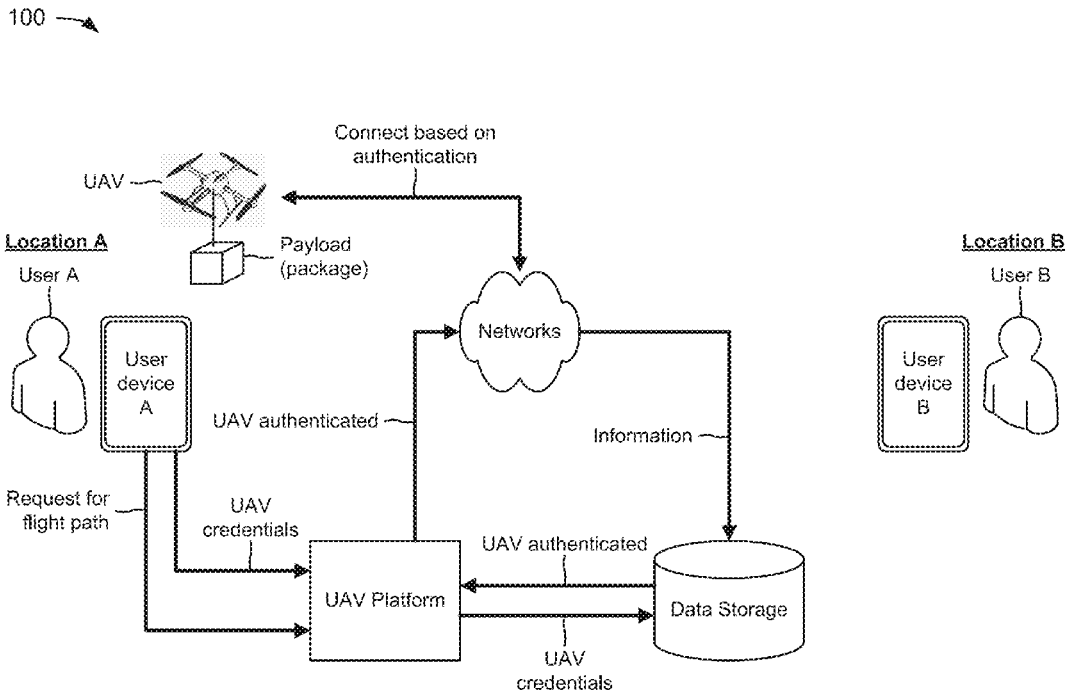 100
Connect based on
authentication
UAV
Location A
Payload
(package)
Location B
User A
User B
Networks
User
device
A
User
device
B
UAV authenticated
Information
Request for
flight path
UAV
credentials
UAV authenticated
UAV Platform
Data Storage
UAV
credentials